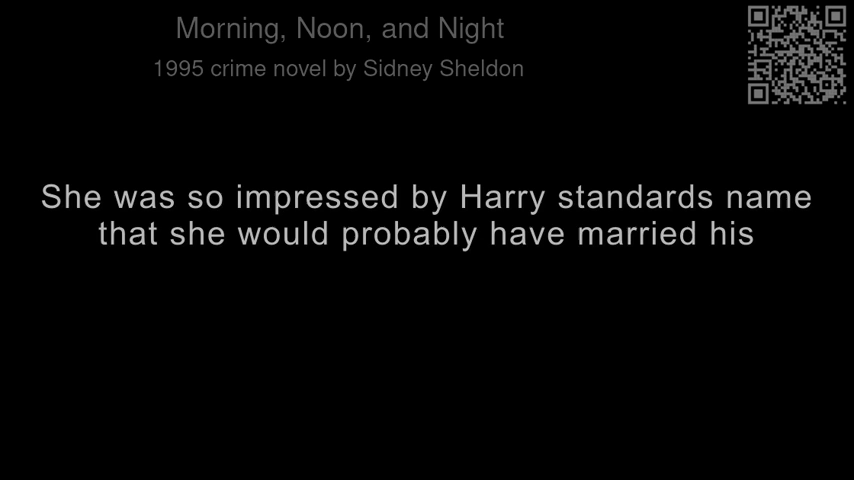 Morning, Noon, and Night
1995 crime novel by Sidney Sheldon
She was so impressed by Harry standards name
that she would probably have married his